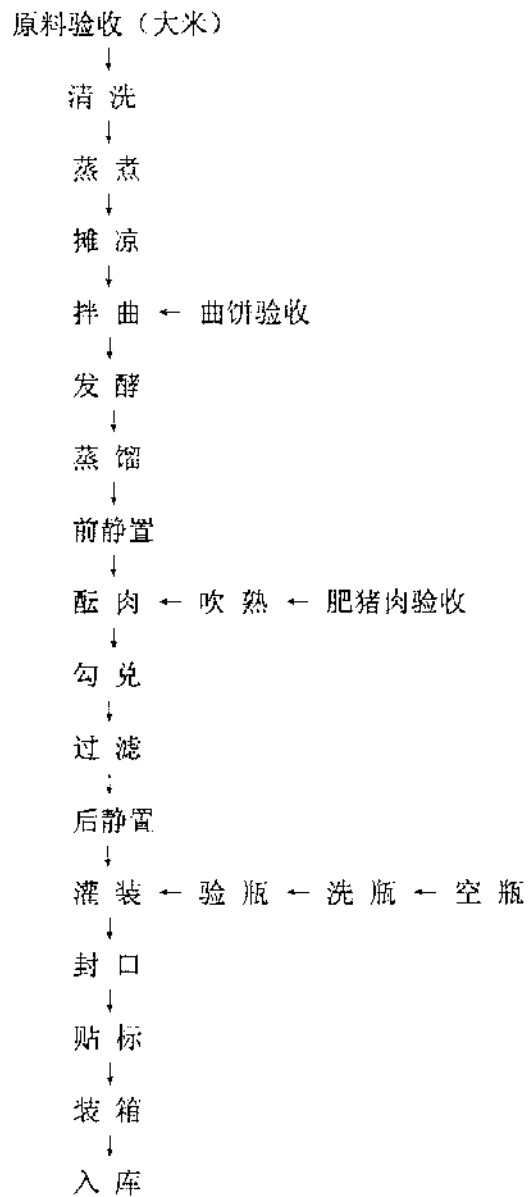 原料验收（大米）
↓
清 洗
↓
蒸 煮
↓
摊 凉
↓
拌 曲 ← 曲饼验收
↓
发 酵
↓
蒸 馏
↓
前静置
↓
酝 肉 ← 吹 熟 ← 肥猪肉验收
↓
勾 兑
↓
过 滤
↓
后静置
↓
灌 装 ← 验 瓶 ← 洗 瓶 ← 空 瓶
↓
封 口
↓
贴 标
↓
装 箱
↓
入 库